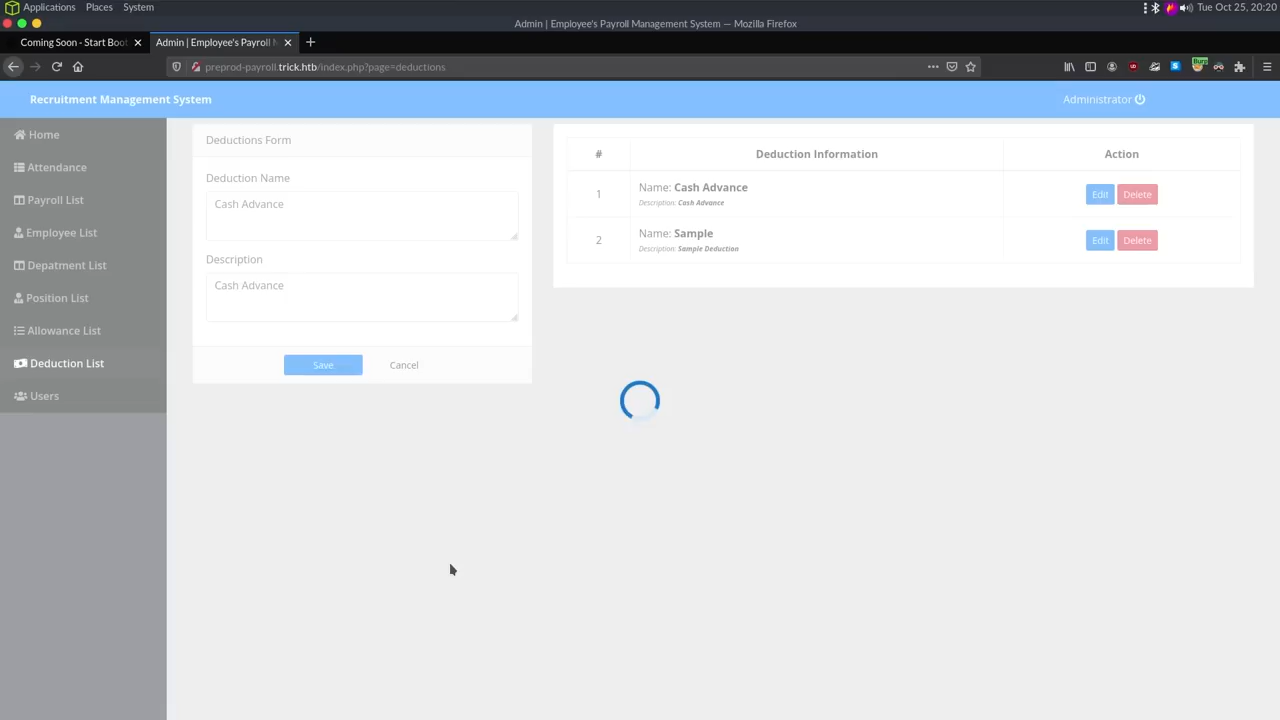 Applications Places System
Tue Oct 25, 20:20
Admin | Employee's Payroll Management System — Mozilla Firefox
Coming Soon - Start Boot
Admin | Employee's Payroll M
preprod-payroll.trick.htb/index.php?page=deductions
Recruitment Management System
Administrator
Home
Attendance
Payroll List
Employee List
Depatment List
Position List
Allowance List
Deduction List
Users
Deductions Form
Deduction Name
Cash Advance
Description
Cash Advance
Save Cancel
# Deduction Information Action
1 Name: Cash Advance Edit Delete
Description: Cash Advance
2 Name: Sample Edit Delete
Description: Sample Deduction